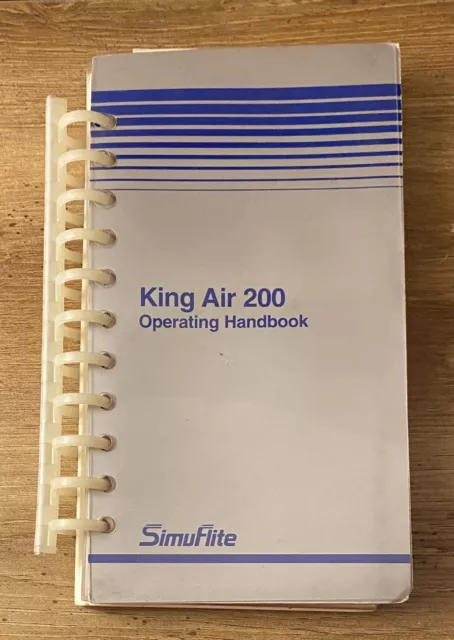 King Air 200
Operating Handbook
SimuFlite